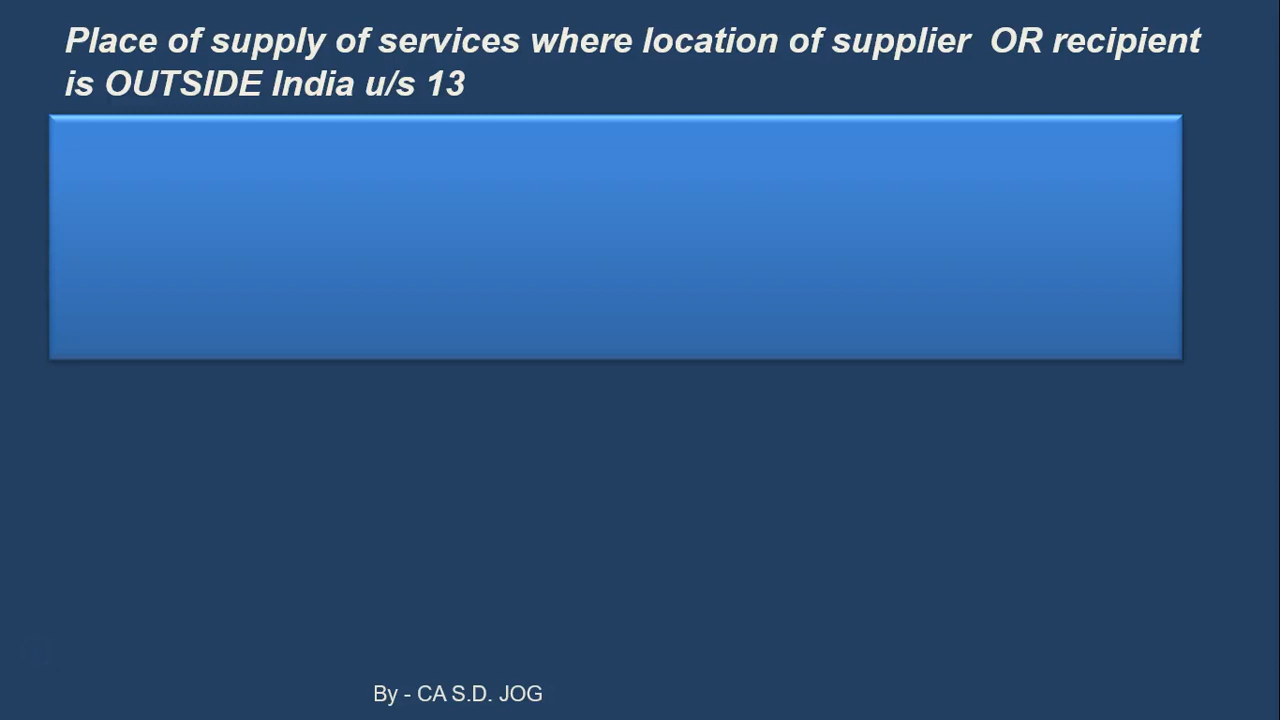 Place of supply of services where location of supplier OR recipient
is OUTSIDE India u/s 13
By - CA S.D. JOG